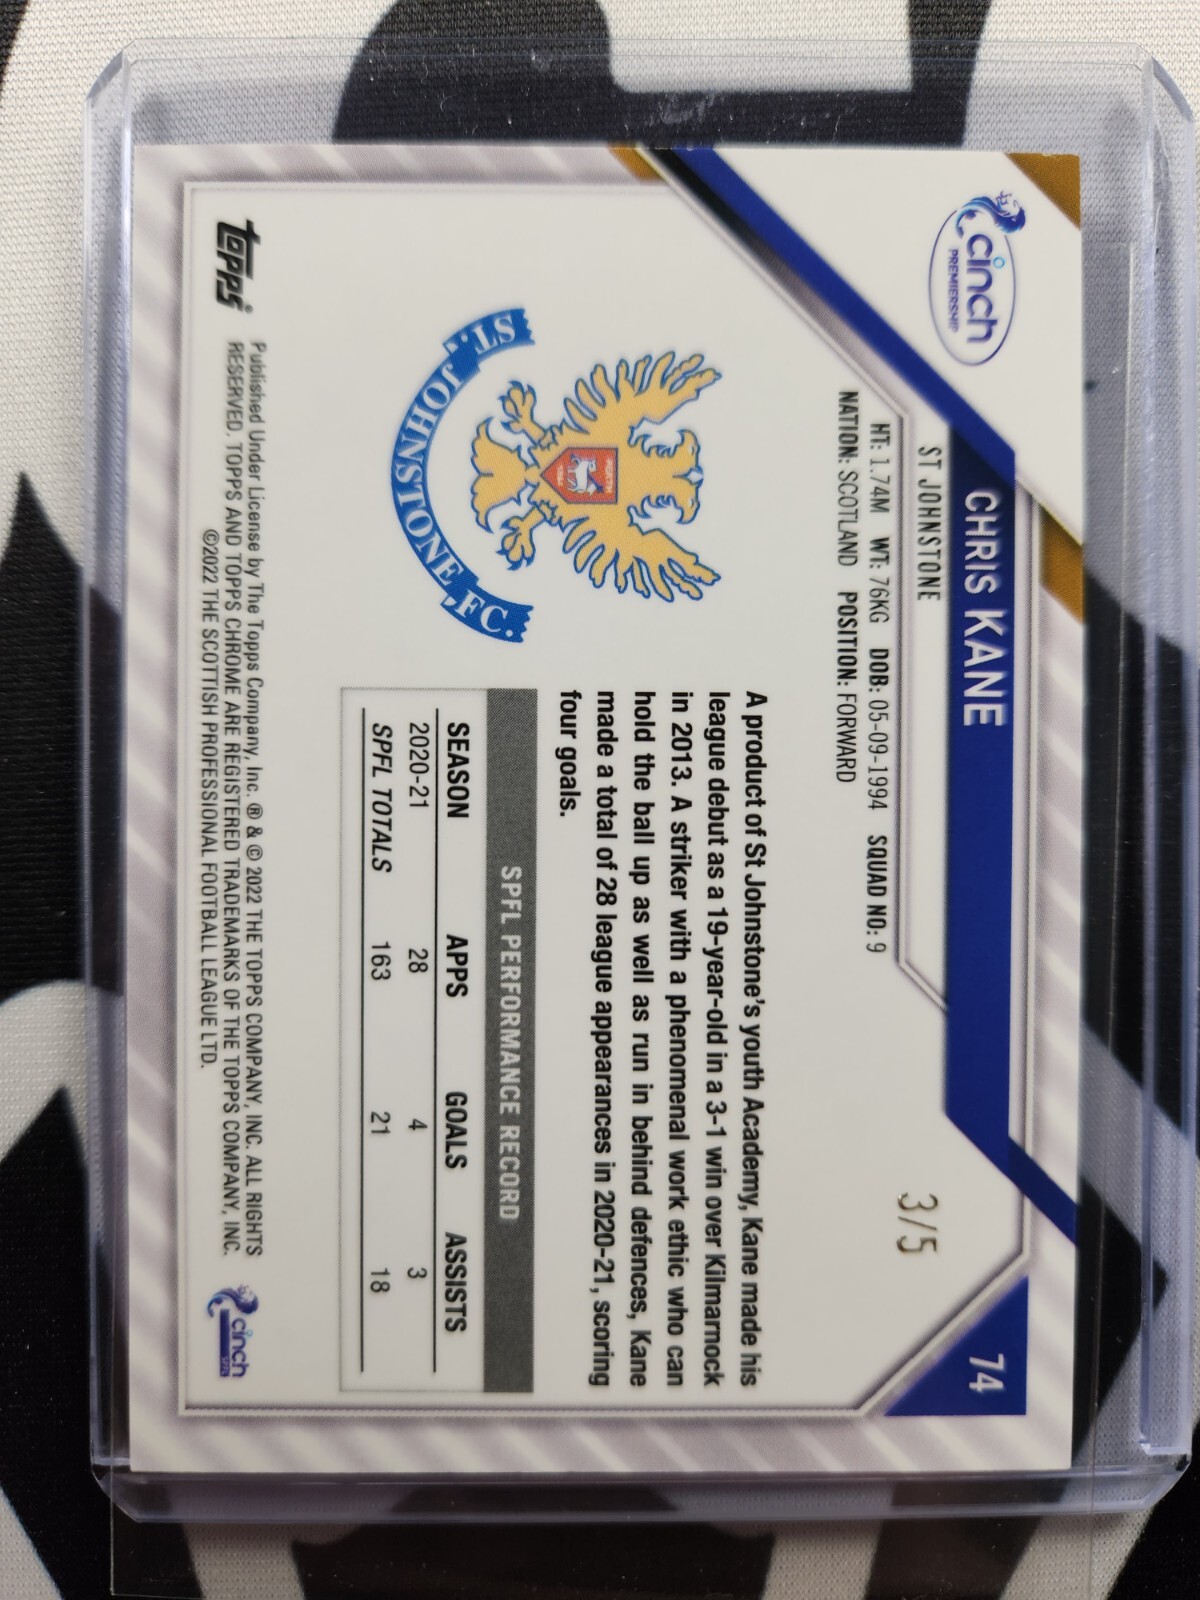 cinch
PREMIERSHIP
CHRIS KANE
74
ST JOHNSTONE
3/5
HT: 1.74M WT: 76KG DOB: 05-09-1994 SQUAD NO: 9
NATION: SCOTLAND POSITION: FORWARD
A product of St Johnstone's youth Academy, Kane made his
league debut as a 19-year-old in a 3-1 win over Kilmarnock
in 2013. A striker with a phenomenal work ethic who can
hold the ball up as well as run in behind defences, Kane
made a total of 28 league appearances in 2020-21, scoring
four goals.
PERTH
ST. JOHNSTONE FC.
SPFL PERFORMANCE RECORD
SEASON APPS GOALS ASSISTS
2020-21 28 4 3
SPFL TOTALS 163 21 18
topps
Published Under License by The Topps Company, Inc. ® & © 2022 THE TOPPS COMPANY, INC. ALL RIGHTS
RESERVED. TOPPS AND TOPPS CHROME ARE REGISTERED TRADEMARKS OF THE TOPPS COMPANY, INC.
©2022 THE SCOTTISH PROFESSIONAL FOOTBALL LEAGUE LTD.
cinch
SPFL